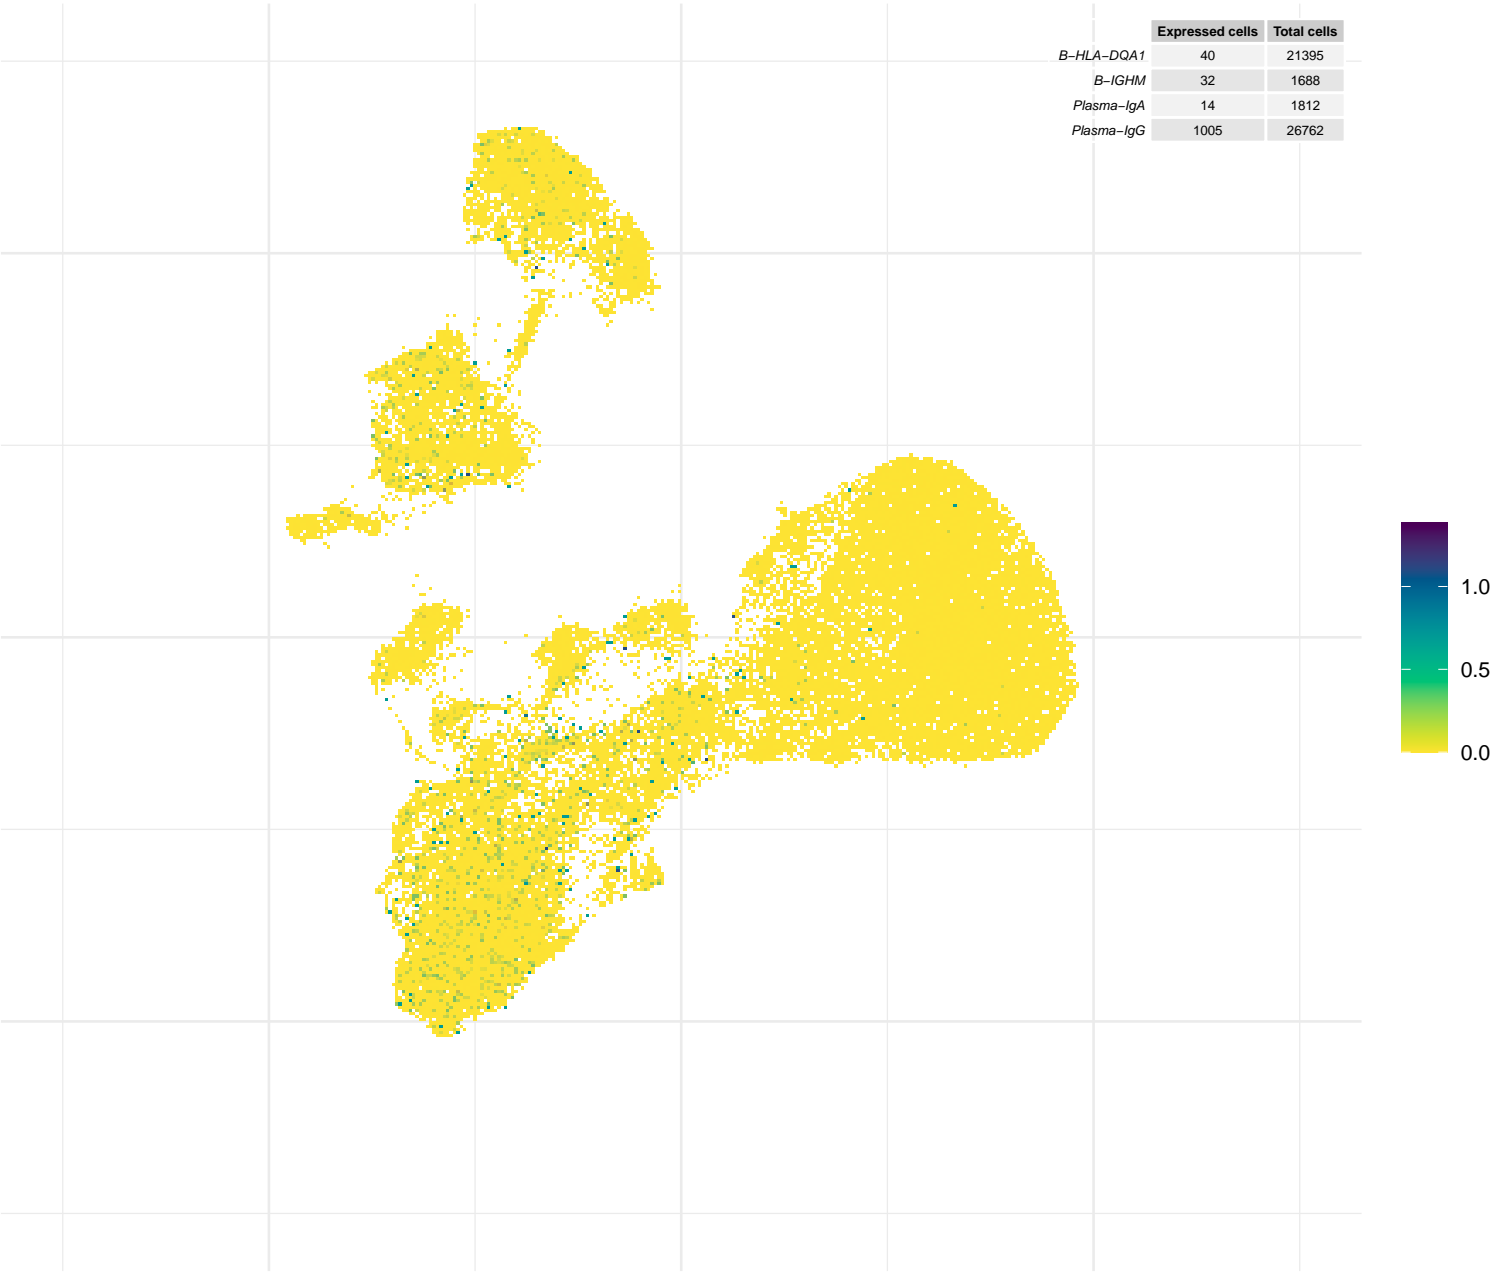 Expressed cells Total cells
B−HLA−DQA1 40 21395
B−IGHM 32 1688
Plasma−IgA 14 1812
Plasma−IgG 1005 26762
1.0
0.5
0.0